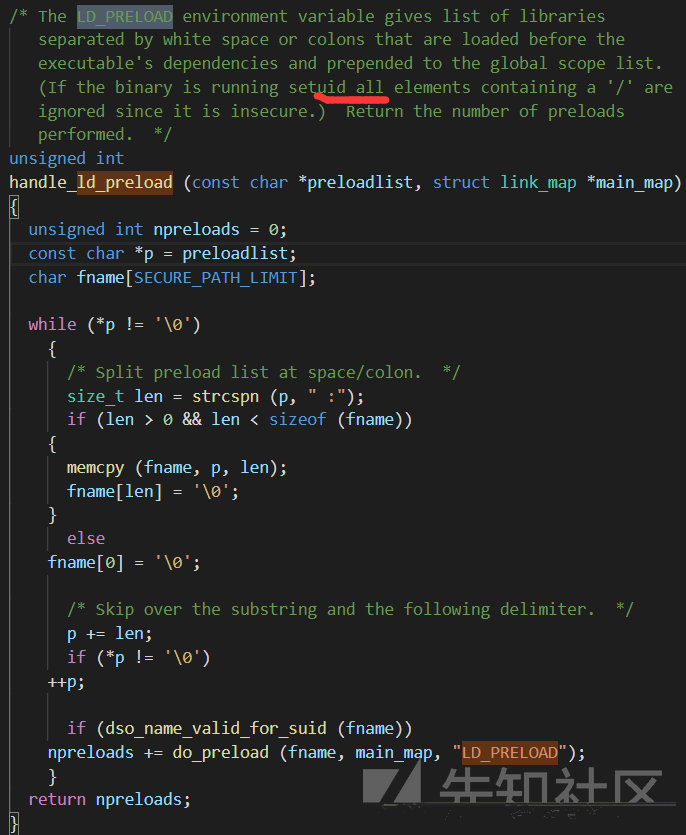 /* The LD_PRELOAD environment variable gives list of libraries
   separated by white space or colons that are loaded before the
   executable's dependencies and prepended to the global scope list.
   (If the binary is running setuid all elements containing a '/' are
   ignored since it is insecure.)  Return the number of preloads
   performed.  */
unsigned int
handle_ld_preload (const char *preloadlist, struct link_map *main_map)
{
  unsigned int npreloads = 0;
  const char *p = preloadlist;
  char fname[SECURE_PATH_LIMIT];
  while (*p != '\0')
    {
      /* Split preload list at space/colon.  */
      size_t len = strcspn (p, " :");
      if (len > 0 && len < sizeof (fname))
    {
      memcpy (fname, p, len);
      fname[len] = '\0';
    }
      else
    fname[0] = '\0';
      /* Skip over the substring and the following delimiter.  */
      p += len;
      if (*p != '\0')
    ++p;
      if (dso_name_valid_for_suid (fname))
    npreloads += do_preload (fname, main_map, "LD_PRELOAD");
    }
  return npreloads;
}
先知社区